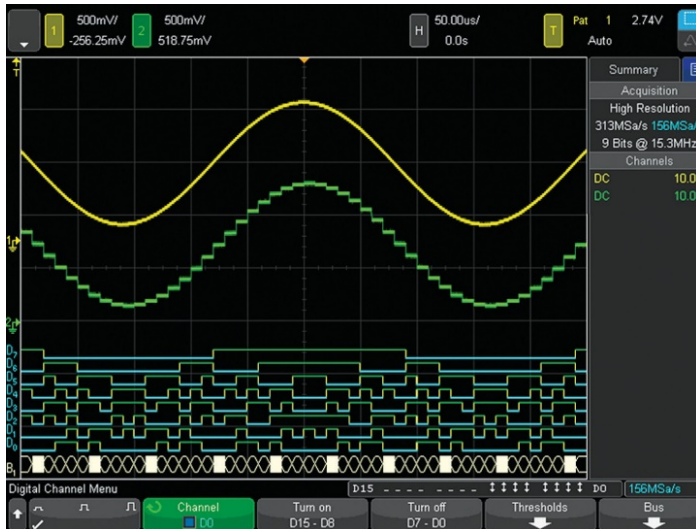 1 500mV/ 2 500mV/ H 50.00us/ T Pat 1 2.74V
-256.25mV 518.75mV 0.0s Auto
T
Summary
Acquisition
High Resolution
313MSa/s 156MSa/
9 Bits @ 15.3MHz
Channels
DC 10.0
DC 10.0
1
2
D7
D6
D5
D4
D3
D2
D1
D0
B1
Digital Channel Menu D15 D0 156MSa/s
Channel Turn on Turn off Thresholds Bus
D0 D15 - D8 D7 - D0